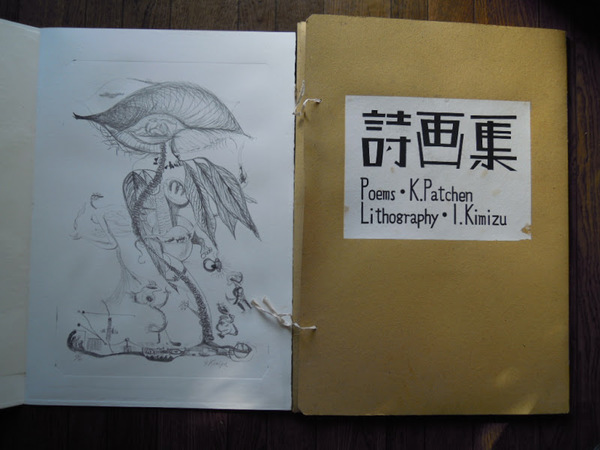 詩画集
Poems・K.Patchen
Lithography・I.Kimizu